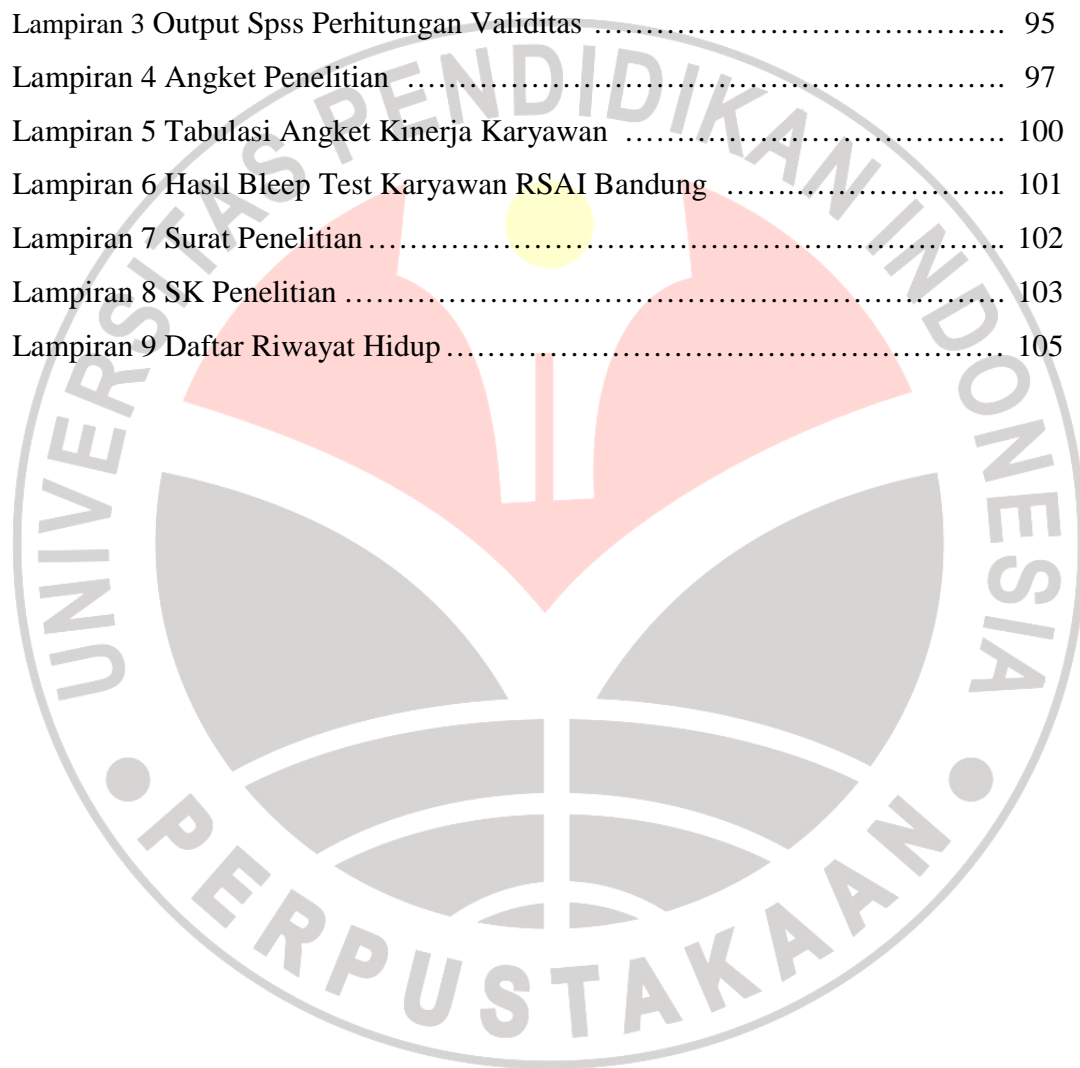 Lampiran 3 Output Spss Perhitungan Validitas ………………………………… 95
Lampiran 4 Angket Penelitian ………………………………………………. 97
Lampiran 5 Tabulasi Angket Kinerja Karyawan …………………………… 100
Lampiran 6 Hasil Bleep Test Karyawan RSAI Bandung …………………... 101
Lampiran 7 Surat Penelitian ………………………………………………….. 102
Lampiran 8 SK Penelitian ……………………………………………………. 103
Lampiran 9 Daftar Riwayat Hidup …………………………………………… 105
UNIVERSITAS PENDIDIKAN INDONESIA
PERPUSTAKAAN